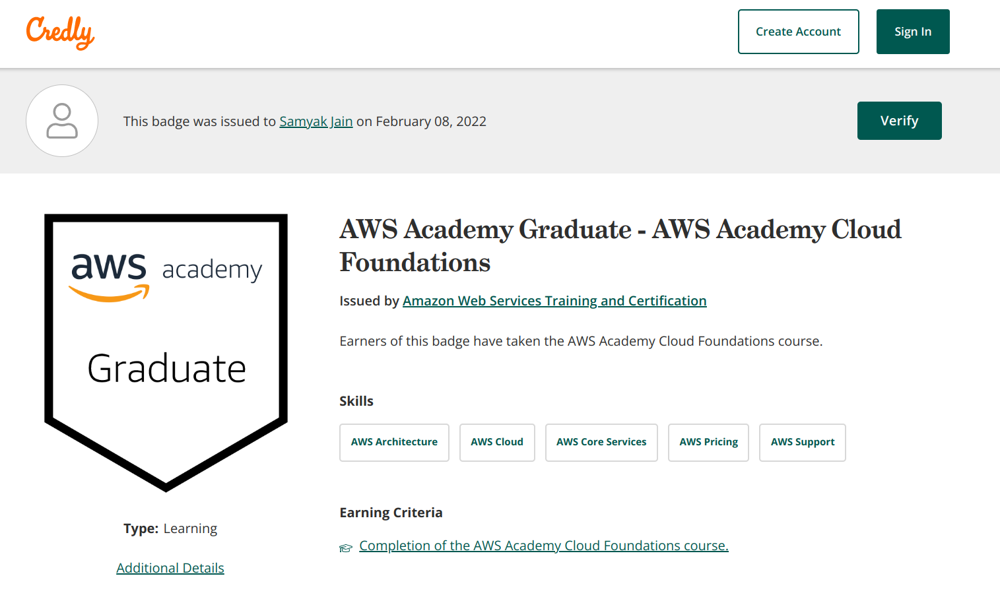 Credly
Create Account
Sign In
This badge was issued to Samyak Jain on February 08, 2022
Verify
aws academy
Graduate
Type: Learning
Additional Details
AWS Academy Graduate - AWS Academy Cloud
Foundations
Issued by Amazon Web Services Training and Certification
Earners of this badge have taken the AWS Academy Cloud Foundations course.
Skills
AWS Architecture
AWS Cloud
AWS Core Services
AWS Pricing
AWS Support
Earning Criteria
Completion of the AWS Academy Cloud Foundations course.